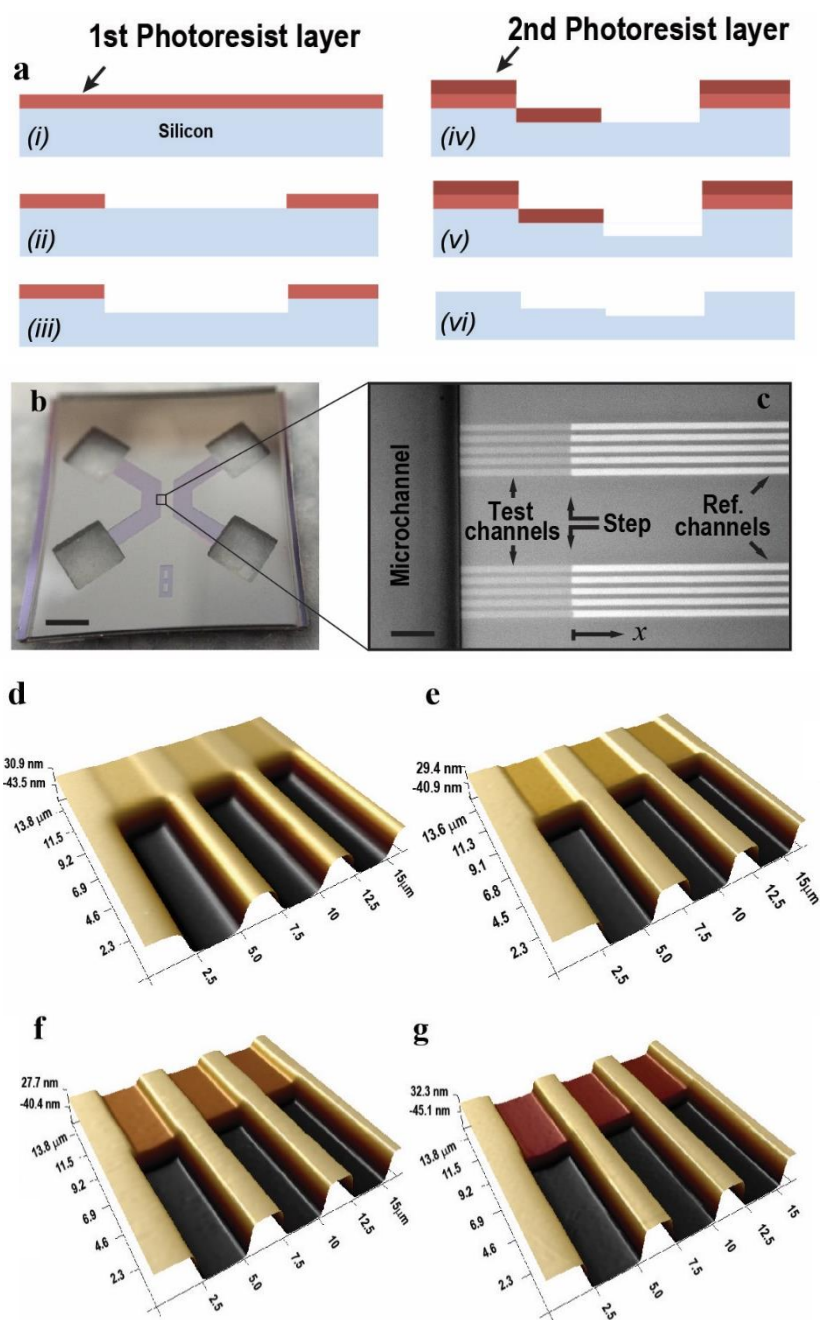 1st Photoresist layer
2nd Photoresist layer
a
(i)
Silicon
(ii)
(iii)
(iv)
(v)
(vi)
b
c
Microchannel
Test channels
Step
Ref. channels
x
d
30.9 nm
-43.5 nm
13.8 µm
11.5
9.2
6.9
4.6
2.3
2.5
5.0
7.5
10
12.5
15µm
e
29.4 nm
-40.9 nm
13.6 µm
11.3
9.1
6.8
4.5
2.3
2.5
5.0
7.5
10
12.5
15µm
f
27.7 nm
-40.4 nm
13.8 µm
11.5
9.2
6.9
4.6
2.3
2.5
5.0
7.5
10
12.5
15µm
g
32.3 nm
-45.1 nm
13.8 µm
11.5
9.2
6.9
4.6
2.3
2.5
5.0
7.5
10
12.5
15